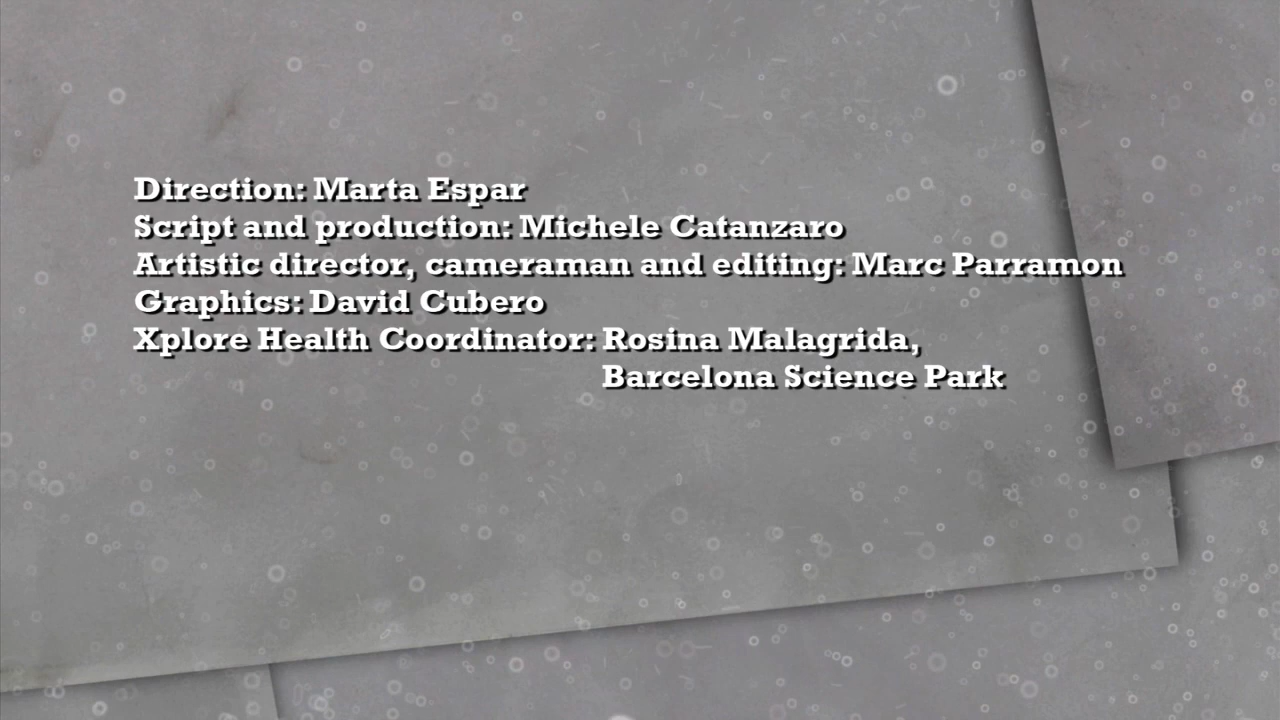 Direction: Marta Espar
Script and production: Michele Catanzaro
Artistic director, cameraman and editing: Marc Parramon
Graphics: David Cubero
Xplore Health Coordinator: Rosina Malagrida,
Barcelona Science Park